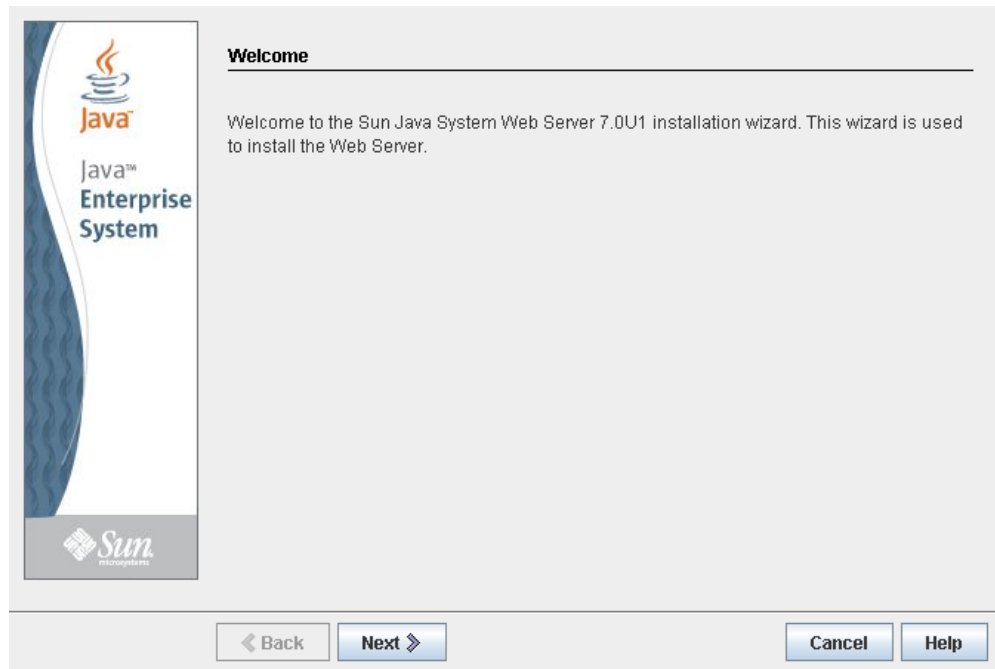 Java™
Java™
Enterprise
System
Sun
microsystems
Welcome
Welcome to the Sun Java System Web Server 7.0U1 installation wizard. This wizard is used
to install the Web Server.
Back
Next
Cancel
Help